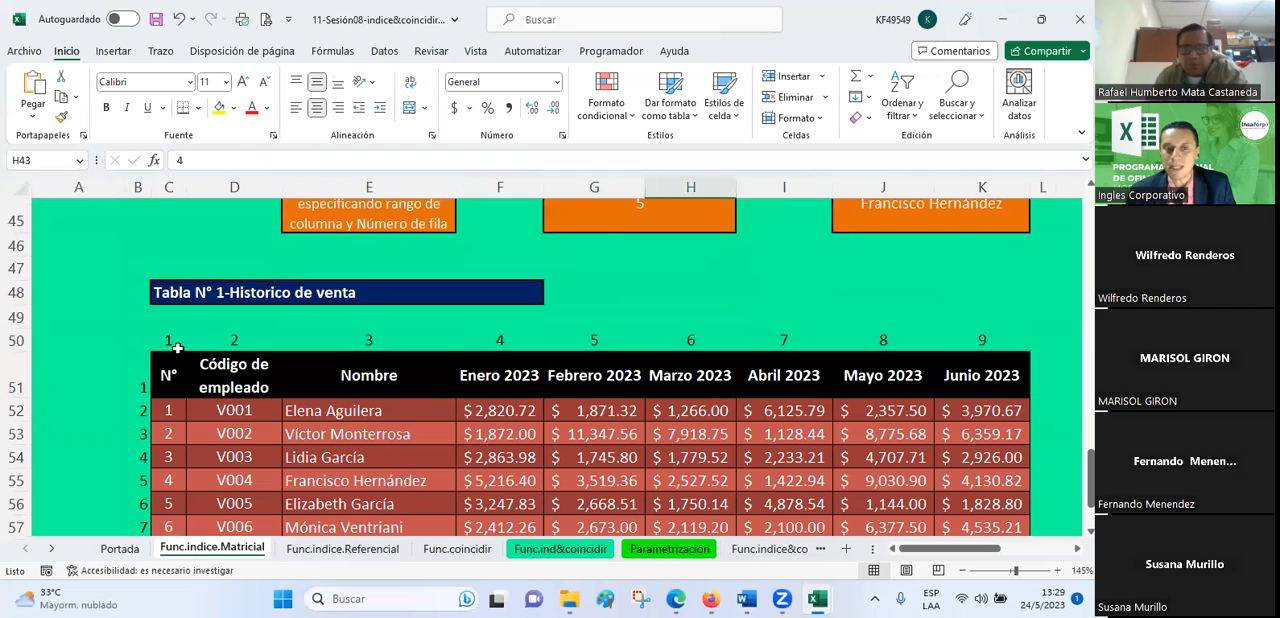 Autoguardado
11-Sesión08-indice&coincidir...
Buscar
KF49549
K
Archivo Inicio Insertar Trazo Disposición de página Fórmulas Datos Revisar Vista Automatizar Programador Ayuda
Comentarios
Compartir
Pegar
Calibri
11
N K S
General
$ % 
Formato condicional
Dar formato como tabla
Estilos de celda
Insertar
Eliminar
Formato
Ordenar y filtrar
Buscar y seleccionar
Analizar datos
Portapapeles
Fuente
Alineación
Número
Estilos
Celdas
Edición
Análisis
H43
fx
4
A B C D E F G H I J K L
45 especificando rango de columna y Número de fila 5 Francisco Hernández
46
47
48 Tabla N° 1-Historico de venta
49
50 1 2 3 4 5 6 7 8 9
51 1 N° Código de empleado Nombre Enero 2023 Febrero 2023 Marzo 2023 Abril 2023 Mayo 2023 Junio 2023
52 2 1 V001 Elena Aguilera $ 2,820.72 $ 1,871.32 $ 1,266.00 $ 6,125.79 $ 2,357.50 $ 3,970.67
53 3 2 V002 Víctor Monterrosa $ 1,872.00 $ 11,347.56 $ 7,918.75 $ 1,128.44 $ 8,775.68 $ 6,359.17
54 4 3 V003 Lidia García $ 2,863.98 $ 1,745.80 $ 1,779.52 $ 2,233.21 $ 4,707.71 $ 2,926.00
55 5 4 V004 Francisco Hernández $ 5,216.40 $ 3,519.36 $ 2,527.52 $ 1,422.94 $ 9,030.90 $ 4,130.82
56 6 5 V005 Elizabeth García $ 3,247.83 $ 2,668.51 $ 1,750.14 $ 4,878.54 $ 1,144.00 $ 1,828.80
57 7 6 V006 Mónica Ventriani $ 2,412.26 $ 2,673.00 $ 2,119.20 $ 2,100.00 $ 6,377.50 $ 4,535.21
Portada Func.indice.Matricial Func.indice.Referencial Func.coincidir Func.ind&coincidir Parametrización Func.indice&co ...
Listo
Accesibilidad: es necesario investigar
145%
33°C
Mayorm. nublado
Buscar
ESP
LAA
13:29
24/5/2023
1
Rafael Humberto Mata Castaneda
Insaforp
PROGRAMA
DE OFI
Ingles Corporativo
Wilfredo Renderos
Wilfredo Renderos
MARISOL GIRON
MARISOL GIRON
Fernando Menen...
Fernando Menendez
Susana Murillo
Susana Murillo